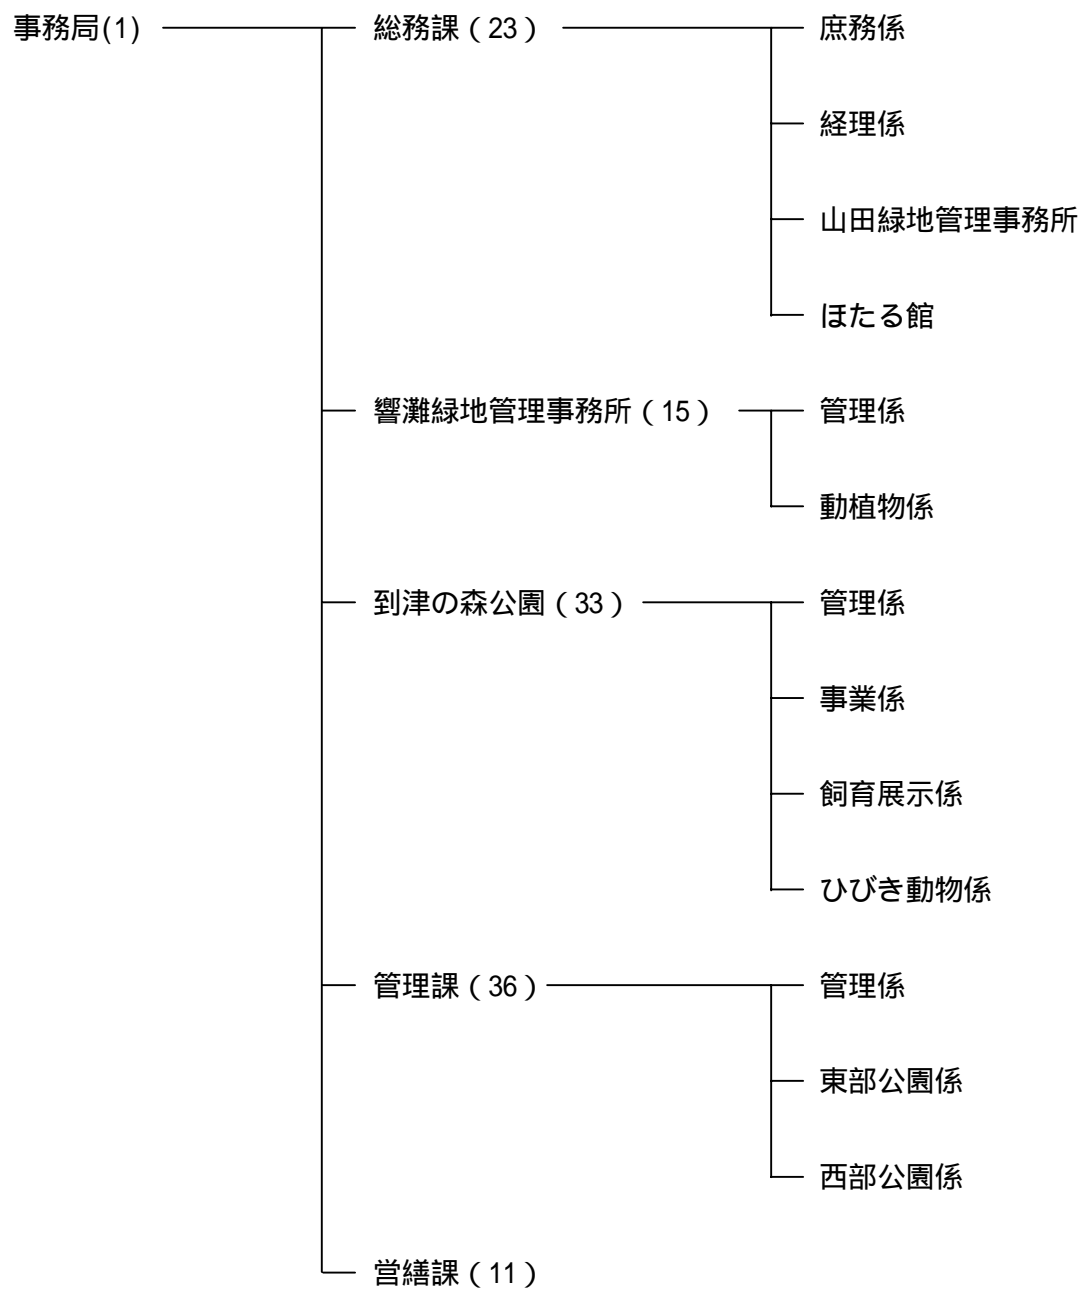 事務局(1) 総務課(23) 庶務係
経理係
山田緑地管理事務所
ほたる館
響灘緑地管理事務所(15) 管理係
動植物係
到津の森公園(33) 管理係
事業係
飼育展示係
ひびき動物係
管理課(36) 管理係
東部公園係
西部公園係
営繕課(11)